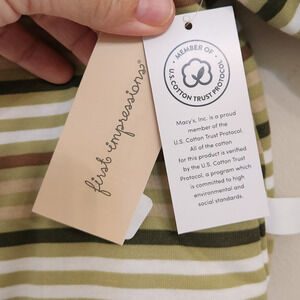 first impressions®
• MEMBER OF •
U.S. COTTON TRUST PROTOCOL
Macy's, Inc. is a proud
member of the
U.S. Cotton Trust Protocol.
All of the cotton
for this product is verified
by the U.S. Cotton Trust
Protocol, a program which
is committed to high
environmental and
social standards.